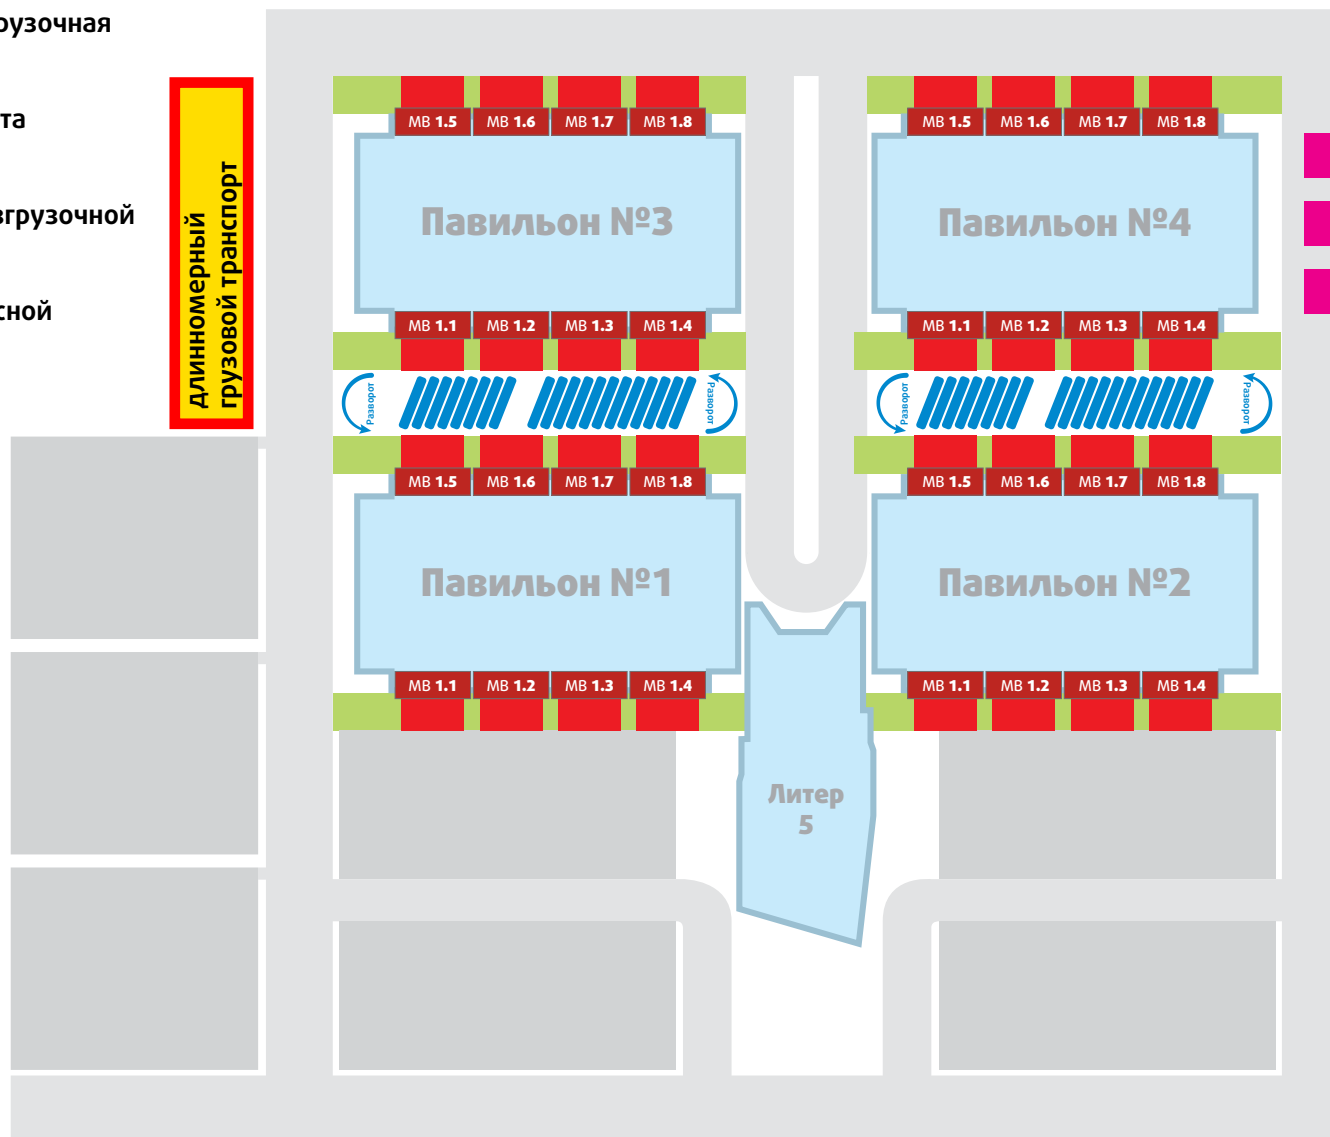 рузочная
та
згрузочной
сной
длинномерный
грузовой транспорт
МВ 1.5 МВ 1.6 МВ 1.7 МВ 1.8
Павильон №3
МВ 1.1 МВ 1.2 МВ 1.3 МВ 1.4
МВ 1.5 МВ 1.6 МВ 1.7 МВ 1.8
Павильон №4
МВ 1.1 МВ 1.2 МВ 1.3 МВ 1.4
Разворот
Разворот
Разворот
Разворот
МВ 1.5 МВ 1.6 МВ 1.7 МВ 1.8
Павильон №1
МВ 1.1 МВ 1.2 МВ 1.3 МВ 1.4
МВ 1.5 МВ 1.6 МВ 1.7 МВ 1.8
Павильон №2
МВ 1.1 МВ 1.2 МВ 1.3 МВ 1.4
Литер
5